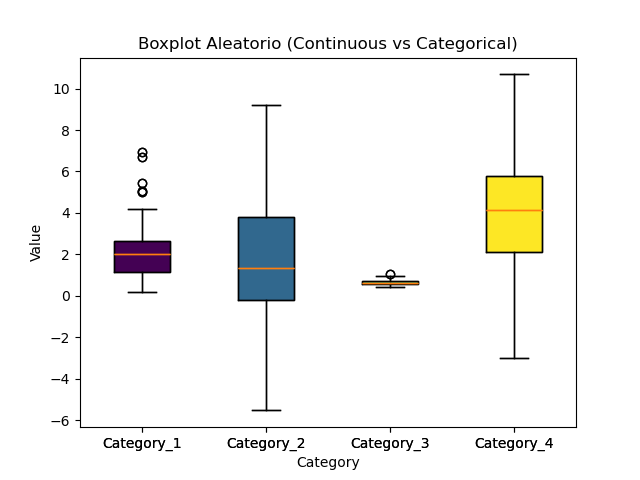 Boxplot Aleatorio (Continuous vs Categorical)
Value
10
8
6
4
2
0
−2
−4
−6
Category_1 Category_2 Category_3 Category_4
Category